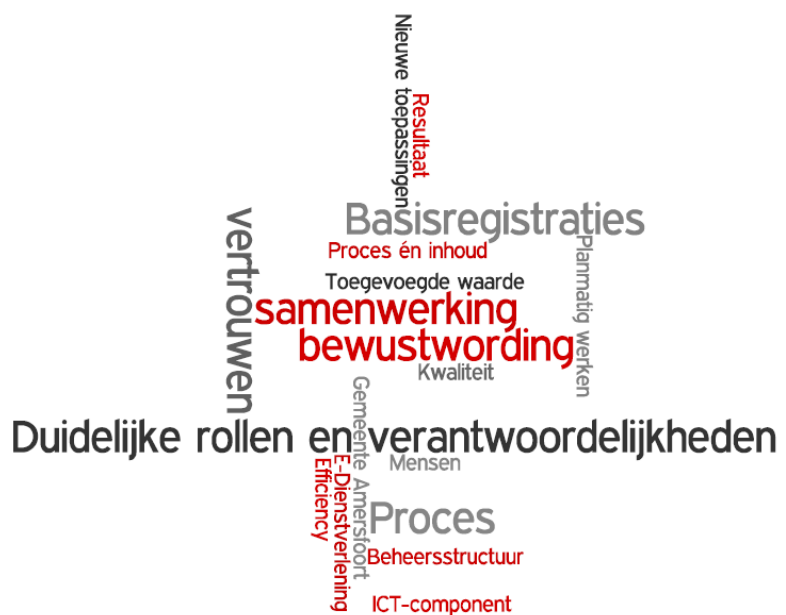 Nieuwe toepassingen
Resultaat
Basisregistraties
vertrouwen
Proces én inhoud
Planmatig werken
Toegevoegde waarde
samenwerking
bewustwording
Kwaliteit
Gemeente Amersfoort
Duidelijke rollen en verantwoordelijkheden
Mensen
E-Dienstverlening
Efficiency
Proces
Beheersstructuur
ICT-component